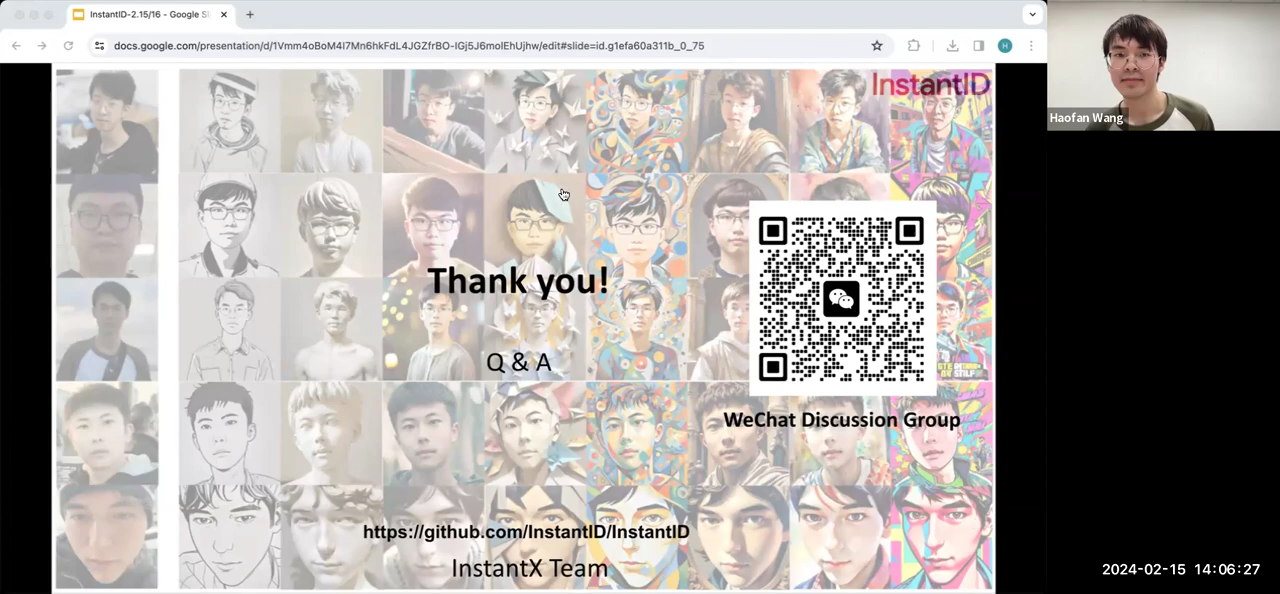 InstantID-2.15/16 - Google Sl
docs.google.com/presentation/d/1Vmm4oBoM4I7Mn6hkFdL4JGZfrBO-IGj5J6moIEhUjhw/edit#slide=id.g1efa60a311b_0_75
H
Haofan Wang
InstantID
Thank you!
Q & A
WeChat Discussion Group
https://github.com/InstantID/InstantID
InstantX Team
2024-02-15 14:06:27